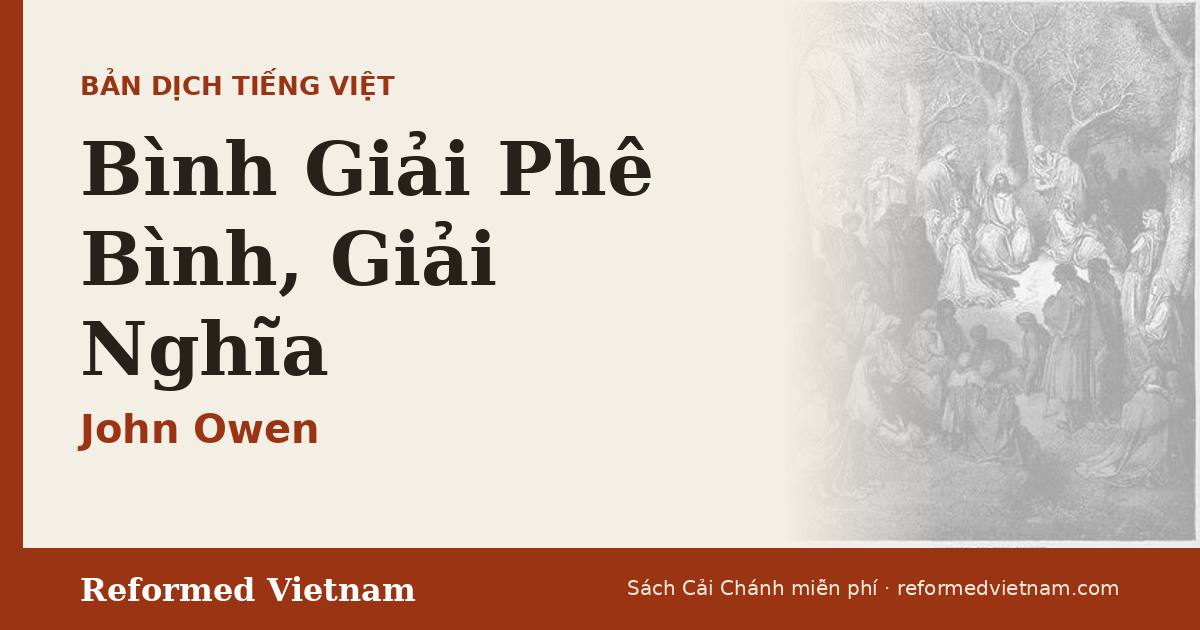 BẢN DỊCH TIẾNG VIỆT
Bình Giải Phê
Bình, Giải
Nghĩa
John Owen
Reformed Vietnam
Sách Cải Chánh miễn phí · reformedvietnam.com